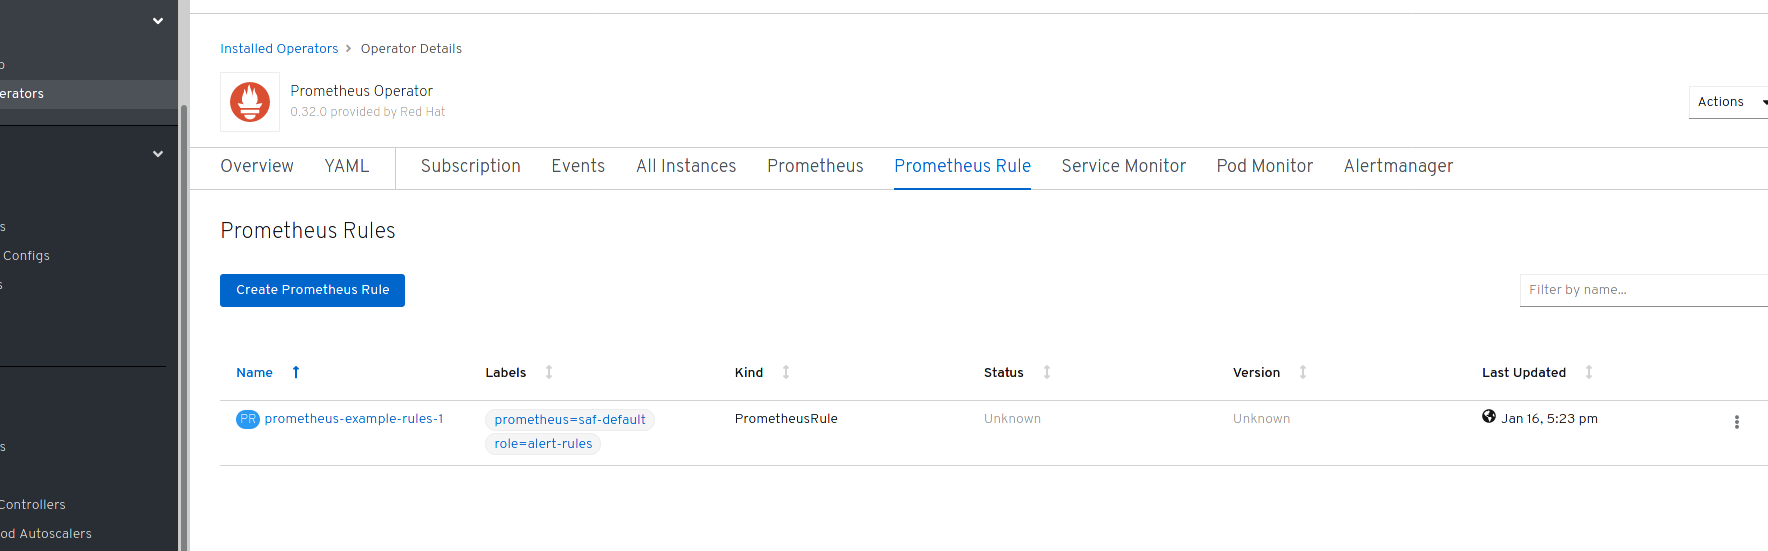 Installed Operators > Operator Details
Prometheus Operator
0.32.0 provided by Red Hat
Actions
Overview YAML Subscription Events All Instances Prometheus Prometheus Rule Service Monitor Pod Monitor Alertmanager
Prometheus Rules
Create Prometheus Rule
Filter by name...
Name Labels Kind Status Version Last Updated
PR prometheus-example-rules-1 prometheus=saf-default PrometheusRule Unknown Unknown Jan 16, 5:23 pm
role=alert-rules
erators
Configs
Controllers
od Autoscalers